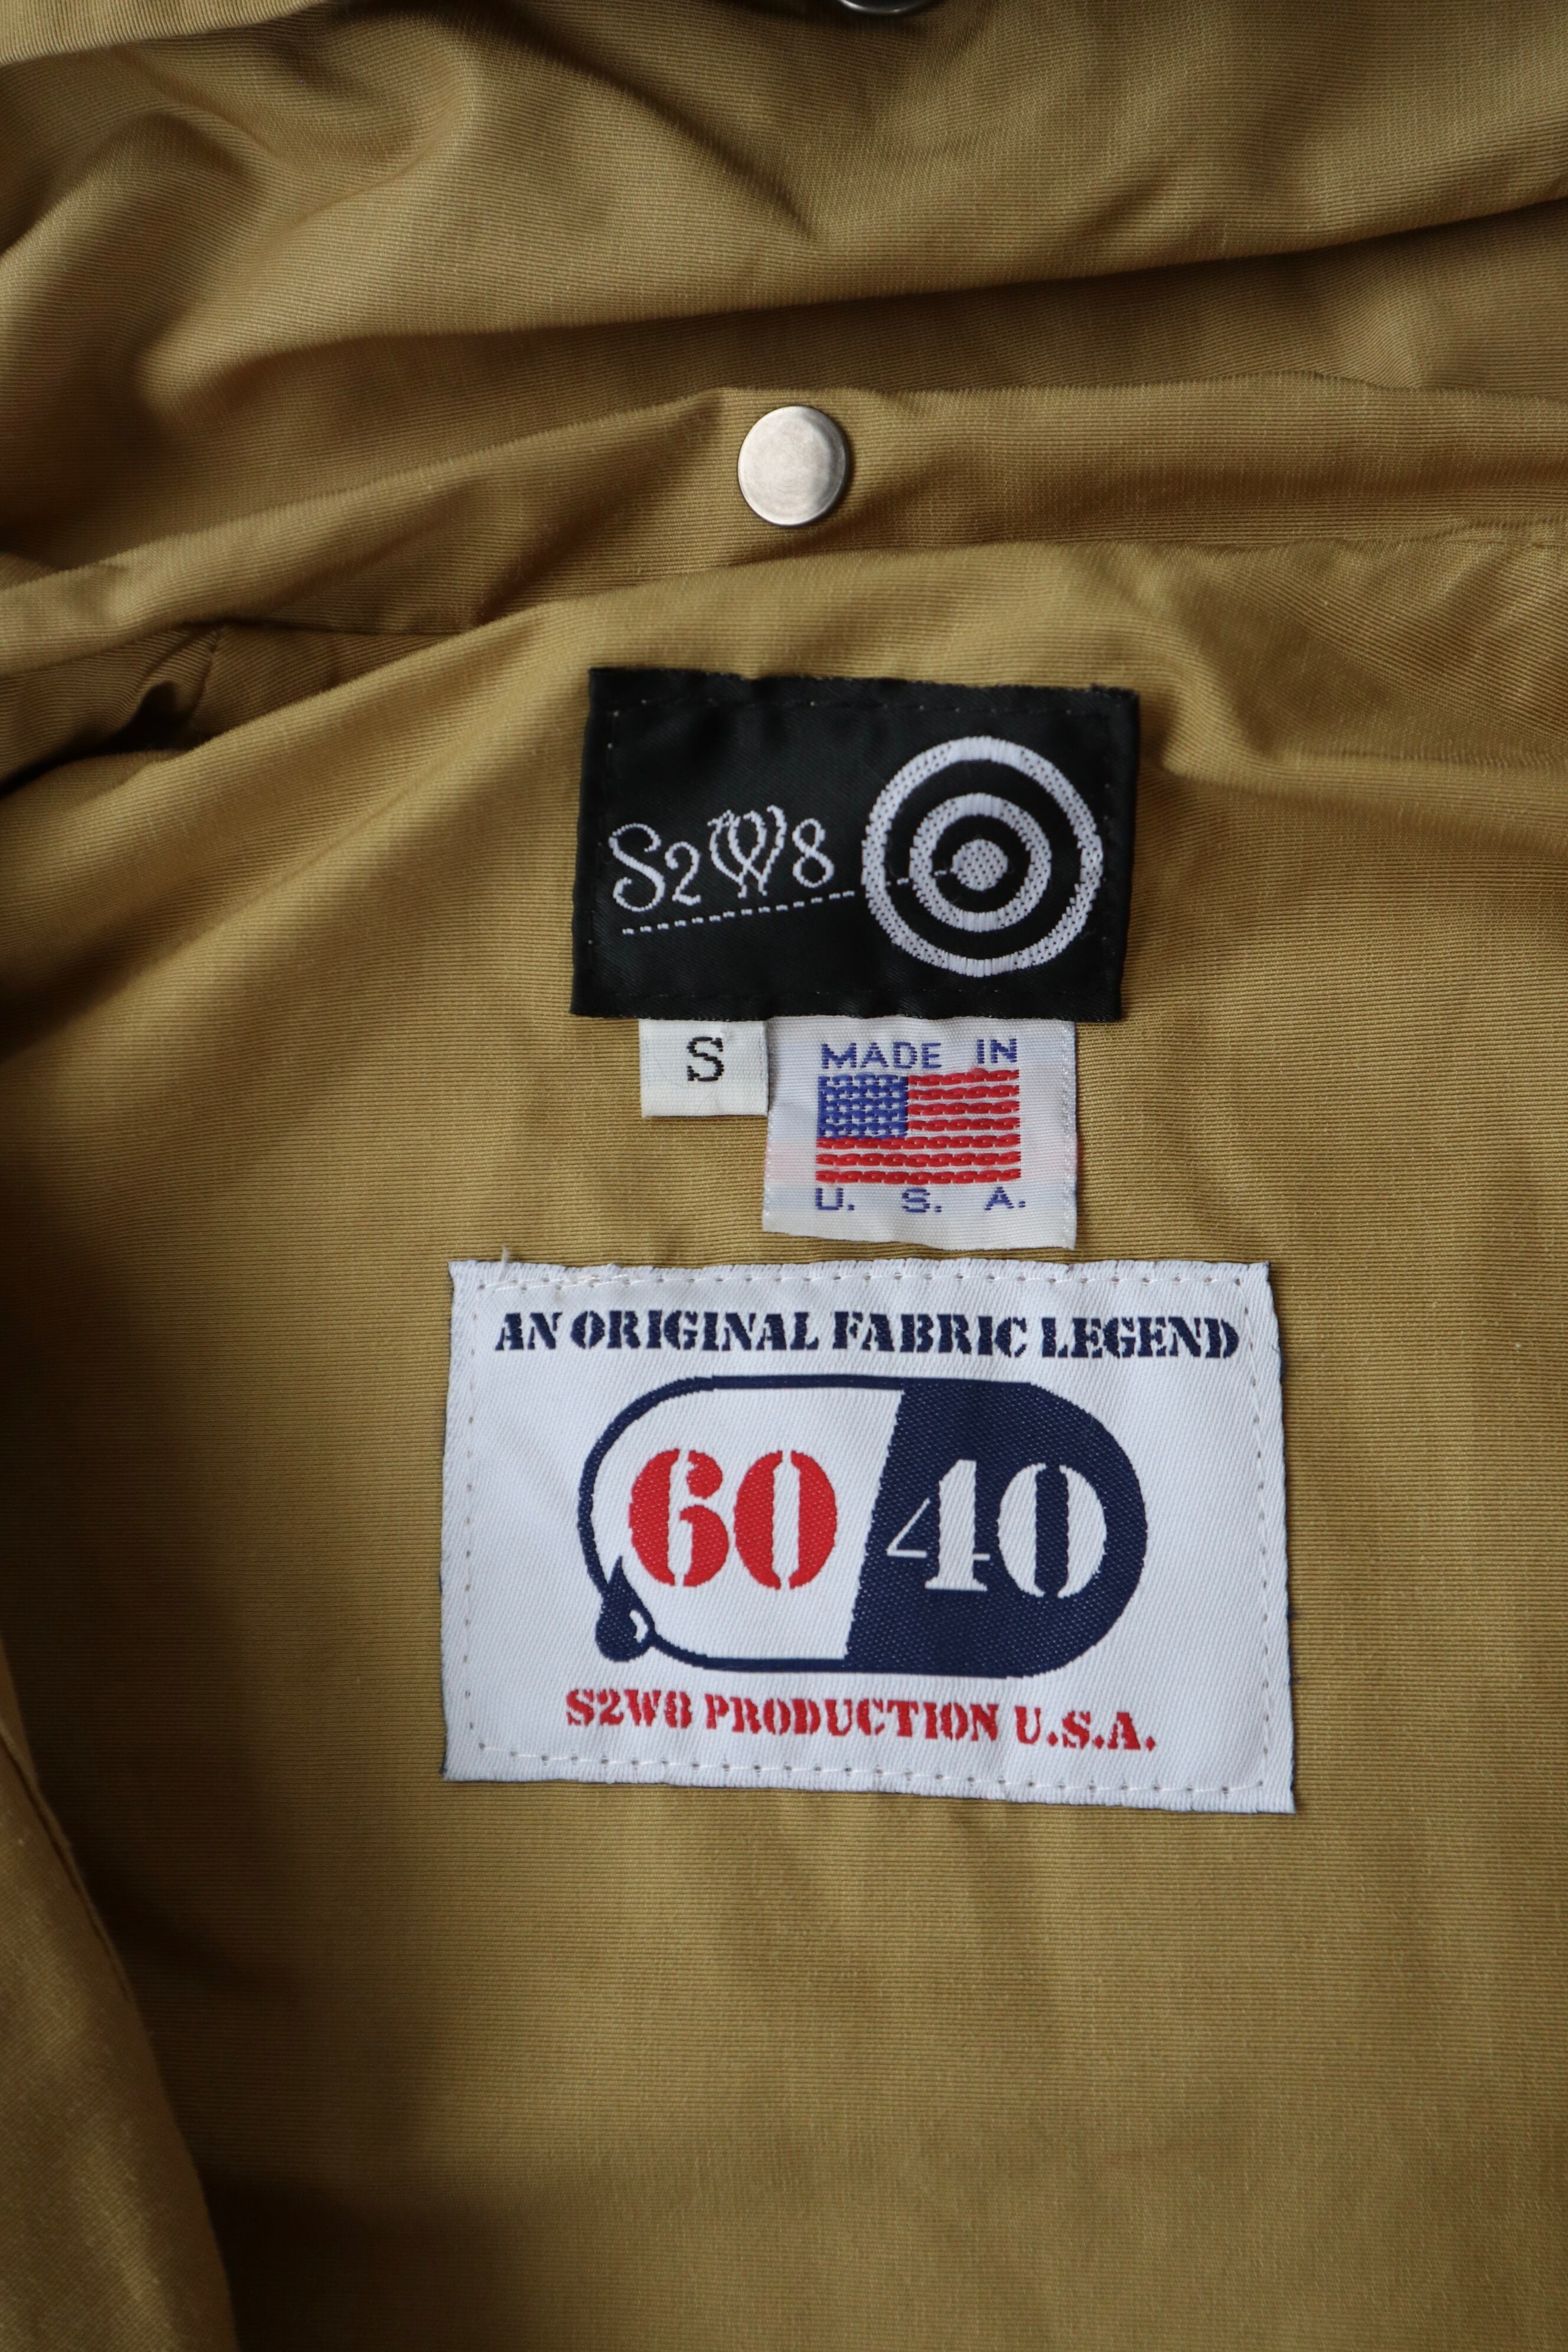 S2W8
S
MADE IN
U. S. A.
AN ORIGINAL FABRIC LEGEND
60 40
S2W8 PRODUCTION U.S.A.